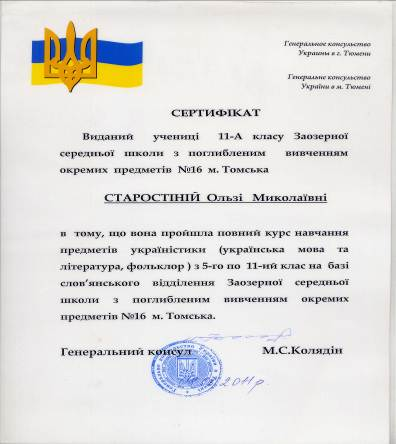 Генеральное консульство
Украины в г. Тюмени
Генеральне консульство
України в м. Тюмені
СЕРТИФІКАТ
Виданий учениці 11-А класу Заозерної
середньої школи з поглибленим вивченням
окремих предметів №16 м. Томська
СТАРОСТІНІЙ Ользі Миколаївні
в тому, що вона пройшла повний курс навчання
предметів україністики (українська мова та
література, фольклор ) з 5-го по 11-ий клас на базі
слов’янського відділення Заозерної середньої
школи з поглибленим вивченням окремих
предметів №16 м. Томська.
Генеральний консул М.С.Колядін
2011р.